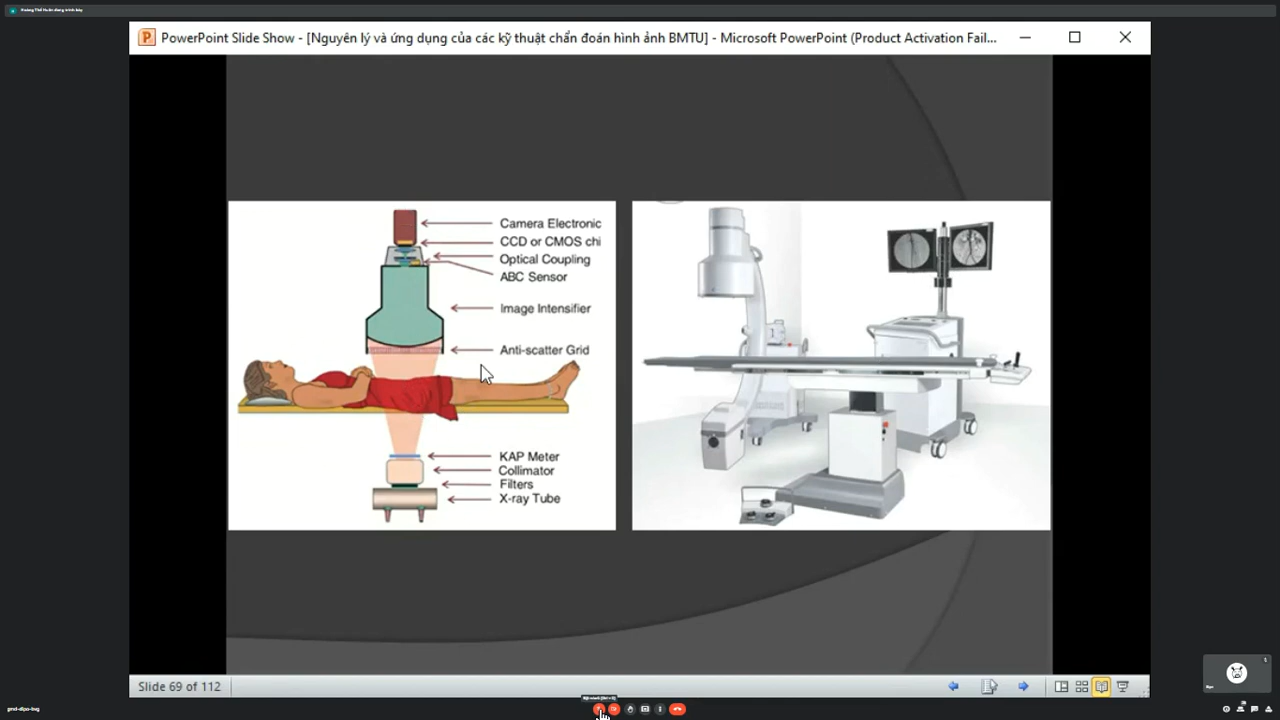 PowerPoint Slide Show - [Nguyên lý và ứng dụng của các kỹ thuật chẩn đoán hình ảnh BMTU] - Microsoft PowerPoint (Product Activation Fail...
Camera Electronic
CCD or CMOS chi
Optical Coupling
ABC Sensor
Image Intensifier
Anti-scatter Grid
KAP Meter
Collimator
Filters
X-ray Tube
Slide 69 of 112